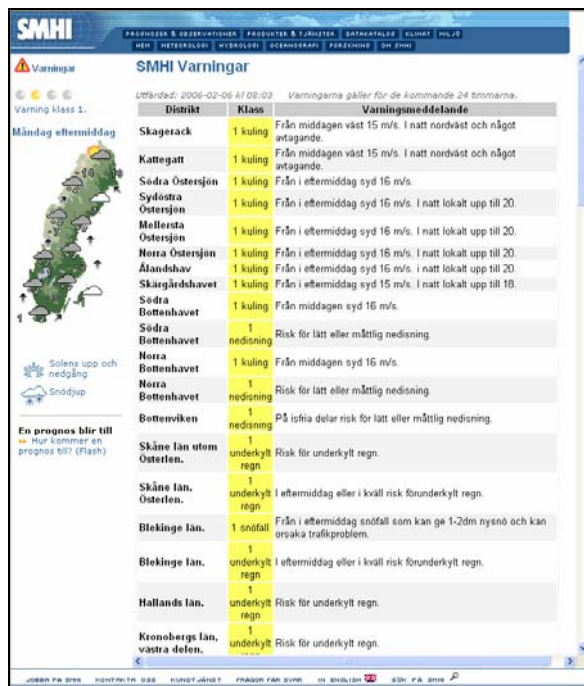 SMHI
PROGNOSER & OBSERVATIONER PRODUKTER & TJÄNSTER DATAKATALOG KLIMAT MILJÖ
HEM METEOROLOGI HYDROLOGI OCEANOGRAFI FORSKNING OM SMHI
Varningar
Varning klass 1.
Måndag eftermiddag
1
Solens upp och
nedgång
Snödjup
En prognos blir till
Hur kommer en
prognos till? (Flash)
SMHI Varningar
Utfärdad: 2006-02-06 kl 08:03 Varningarna gäller för de kommande 24 timmarna.
Distrikt Klass Varningsmeddelande
Skagerack 1 kuling Från middagen väst 15 m/s. I natt nordväst och något
avtagande.
Kattegatt 1 kuling Från middagen väst 15 m/s. I natt nordväst och något
avtagande.
Södra Östersjön 1 kuling Från i eftermiddag syd 16 m/s.
Sydöstra
Östersjön 1 kuling Från i eftermiddag syd 16 m/s. I natt lokalt upp till 20.
Mellersta
Östersjön 1 kuling Från i eftermiddag syd 16 m/s. I natt lokalt upp till 20.
Norra Östersjön 1 kuling Från i eftermiddag syd 16 m/s. I natt lokalt upp till 20.
Ålandshav 1 kuling Från i eftermiddag syd 16 m/s. I natt lokalt upp till 20.
Skärgårdshavet 1 kuling Från i eftermiddag syd 15 m/s. I natt lokalt upp till 18.
Södra
Bottenhavet 1 kuling Från middagen syd 16 m/s.
Södra
Bottenhavet 1
nedisning Risk för lätt eller måttlig nedisning.
Norra
Bottenhavet 1 kuling Från middagen syd 16 m/s.
Norra
Bottenhavet 1
nedisning Risk för lätt eller måttlig nedisning.
Bottenviken 1
nedisning På isfria delar risk för lätt eller måttlig nedisning.
Skåne län utom
Österlen. 1
underkylt
regn Risk för underkylt regn.
Skåne län,
Österlen. 1
underkylt
regn I eftermiddag eller i kväll risk förunderkylt regn.
Blekinge län. 1 snöfall Från i eftermiddag snöfall som kan ge 1-2dm nysnö och kan
orsaka trafikproblem.
Blekinge län. 1
underkylt
regn I eftermiddag eller i kväll risk förunderkylt regn.
Hallands län. 1
underkylt
regn Risk för underkylt regn.
Kronobergs län,
västra delen. 1
underkylt Risk för underkylt regn.
JOBBA PÅ SMHI KONTAKTA OSS KUNDTJÄNST FRÅGOR FÅR SVAR IN ENGLISH SÖK PÅ SMHI